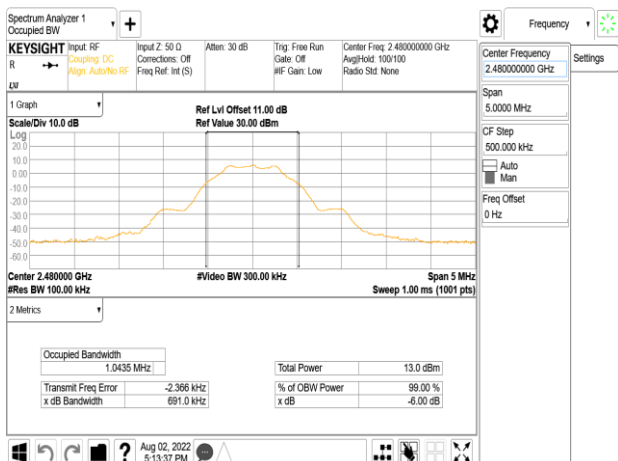 Spectrum Analyzer 1
Occupied BW
Frequency
KEYSIGHT
R
Input: RF
Coupling: DC
Align: Auto/No RF
Input Z: 50 Ω
Corrections: Off
Freq Ref: Int (S)
Atten: 30 dB
Trig: Free Run
Gate: Off
#IF Gain: Low
Center Freq: 2.480000000 GHz
Avg|Hold: 100/100
Radio Std: None
Center Frequency
2.480000000 GHz
Settings
Span
5.0000 MHz
CF Step
500.000 kHz
Auto
Man
Freq Offset
0 Hz
1 Graph
Scale/Div 10.0 dB
Ref Lvl Offset 11.00 dB
Ref Value 30.00 dBm
Log
20.0
10.0
0.00
-10.0
-20.0
-30.0
-40.0
-50.0
-60.0
Center 2.480000 GHz
#Video BW 300.00 kHz
Span 5 MHz
#Res BW 100.00 kHz
Sweep 1.00 ms (1001 pts)
2 Metrics
Occupied Bandwidth
1.0435 MHz
Total Power 13.0 dBm
Transmit Freq Error -2.366 kHz
% of OBW Power 99.00 %
x dB Bandwidth 691.0 kHz
x dB -6.00 dB
?
Aug 02, 2022
5:13:37 PM